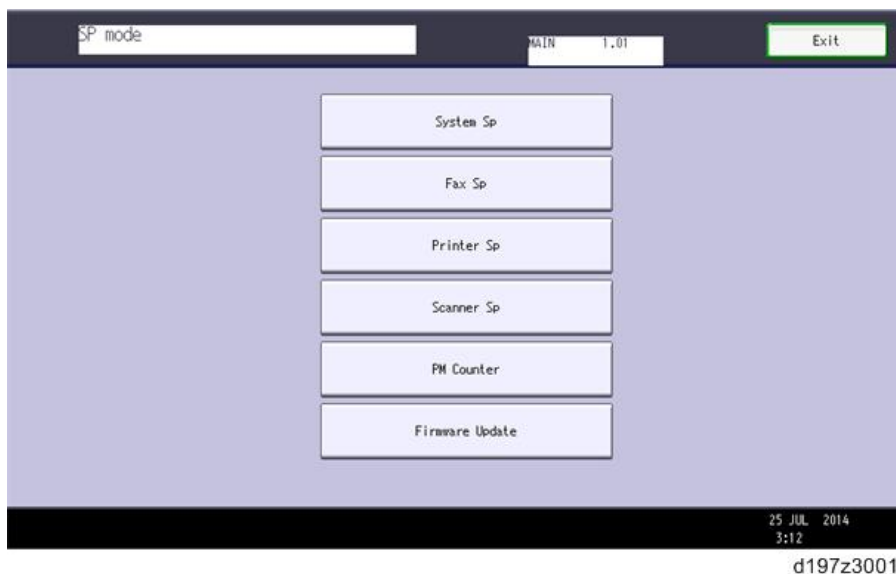 SP mode
MAIN 1.01
Exit
System Sp
Fax Sp
Printer Sp
Scanner Sp
PM Counter
Firmware Update
25 JUL 2014
3:12
d197z3001